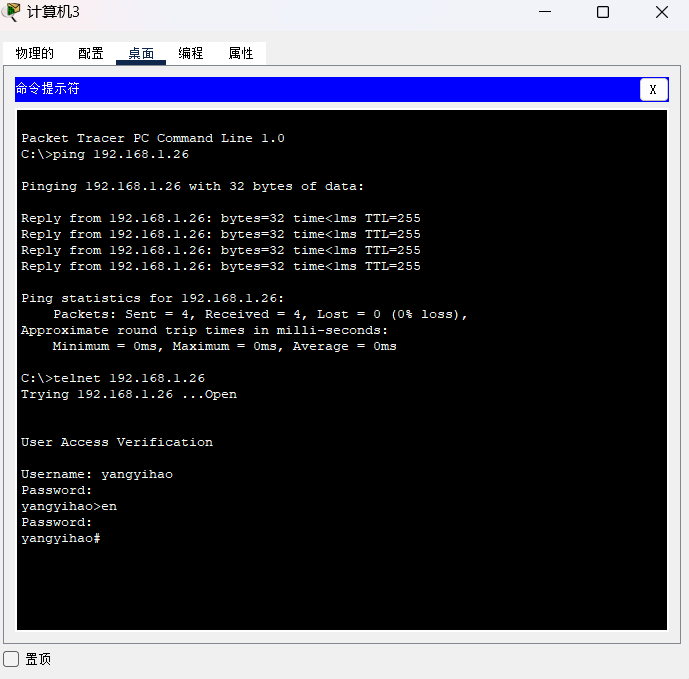 计算机3
物理的 配置 桌面 编程 属性
命令提示符 X
Packet Tracer PC Command Line 1.0
C:\>ping 192.168.1.26
Pinging 192.168.1.26 with 32 bytes of data:
Reply from 192.168.1.26: bytes=32 time<1ms TTL=255
Reply from 192.168.1.26: bytes=32 time<1ms TTL=255
Reply from 192.168.1.26: bytes=32 time<1ms TTL=255
Reply from 192.168.1.26: bytes=32 time<1ms TTL=255
Ping statistics for 192.168.1.26:
    Packets: Sent = 4, Received = 4, Lost = 0 (0% loss),
Approximate round trip times in milli-seconds:
    Minimum = 0ms, Maximum = 0ms, Average = 0ms
C:\>telnet 192.168.1.26
Trying 192.168.1.26 ...Open
User Access Verification
Username: yangyihao
Password:
yangyihao>en
Password:
yangyihao#
置顶